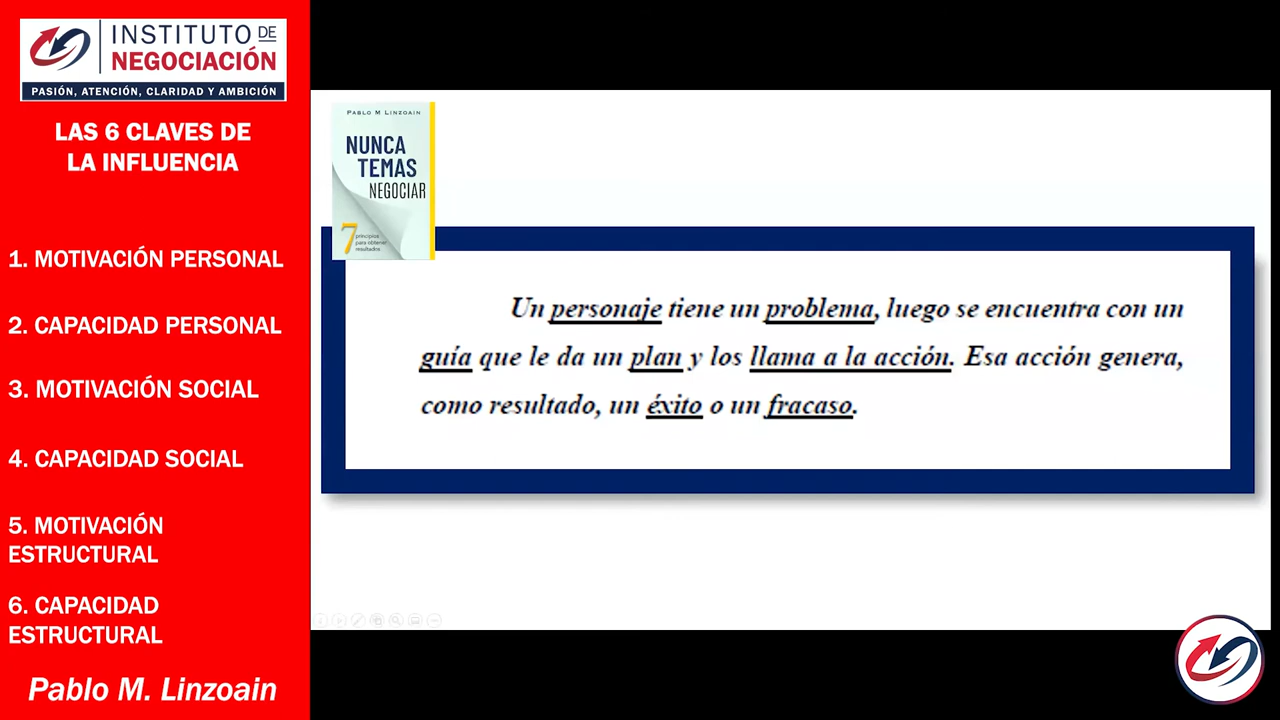 INSTITUTO DE
NEGOCIACIÓN
PASIÓN, ATENCIÓN, CLARIDAD Y AMBICIÓN
LAS 6 CLAVES DE
LA INFLUENCIA
1. MOTIVACIÓN PERSONAL
2. CAPACIDAD PERSONAL
3. MOTIVACIÓN SOCIAL
4. CAPACIDAD SOCIAL
5. MOTIVACIÓN
ESTRUCTURAL
6. CAPACIDAD
ESTRUCTURAL
Pablo M. Linzoain
PABLO M LINZOAIN
NUNCA
TEMAS
NEGOCIAR
7
principios
para obtener
resultados
Un personaje tiene un problema, luego se encuentra con un
guía que le da un plan y los llama a la acción. Esa acción genera,
como resultado, un éxito o un fracaso.